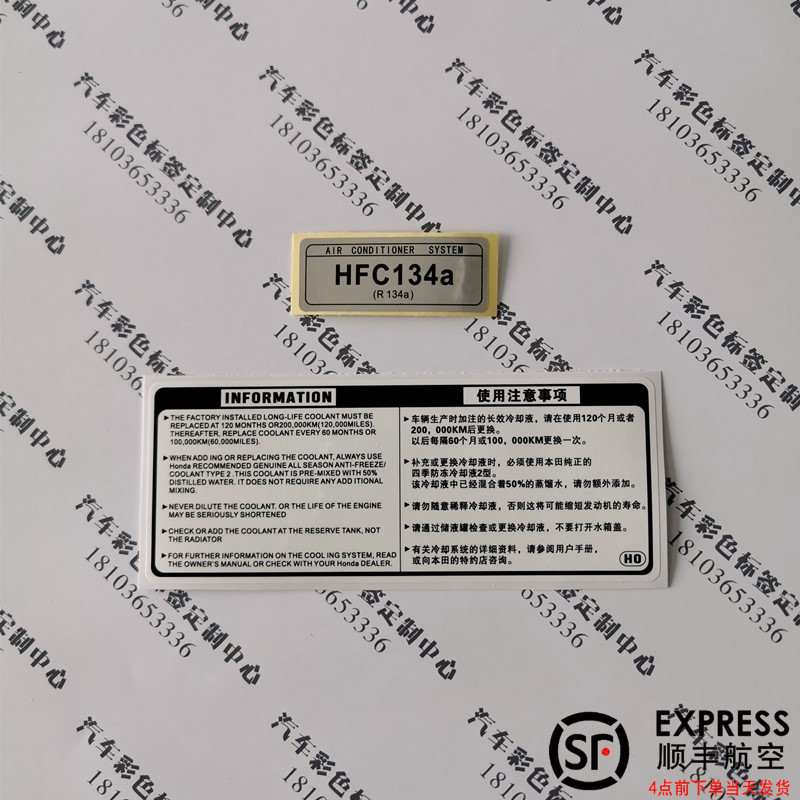 汽车彩色标签定制中心
18103653336
AIR CONDITIONER SYSTEM
HFC134a
(R 134a)
INFORMATION
▶THE FACTORY INSTALLED LONG-LIFE COOLANT MUST BE
REPLACED AT 120 MONTHS OR200,000KM(120,000MILES).
THEREAFTER, REPLACE COOLANT EVERY 60 MONTHS OR
100,000KM(60,000MILES).
▶WHEN ADD ING OR REPLACING THE COOLANT, ALWAYS USE
Honda RECOMMENDED GENUINE ALL SEASON ANTI-FREEZE/
COOLANT TYPE 2 .THIS COOLANT IS PRE-MIXED WITH 50%
DISTILLED WATER. IT DOES NOT REQUIRE ANY ADD ITIONAL
MIXING.
▶NEVER DILUTE THE COOLANT. OR THE LIFE OF THE ENGINE
MAY BE SERIOUSLY SHORTENED
▶CHECK OR ADD THE COOLANT AT THE RESERVE TANK, NOT
THE RADIATOR
▶FOR FURTHER INFORMATION ON THE COOLING SYSTEM, READ
THE OWNER'S MANUAL OR CHECK WITH YOUR Honda DEALER.
使用注意事项
▶车辆生产时加注的长效冷却液，请在使用120个月或者
200，000KM后更换。
以后每隔60个月或100，000KM更换一次。
▶补充或更换冷却液时，必须使用本田纯正的
四季防冻冷却液2型。
该冷却液中已经混合着50%的蒸馏水，请勿额外添加。
▶请勿随意稀释冷却液，否则这将可能缩短发动机的寿命。
▶请通过储液罐检查或更换冷却液，不要打开水箱盖。
▶有关冷却系统的详细资料，请参阅用户手册，
或向本田的特约店咨询。
HO
SF
EXPRESS
顺丰航空
4点前下单当天发货